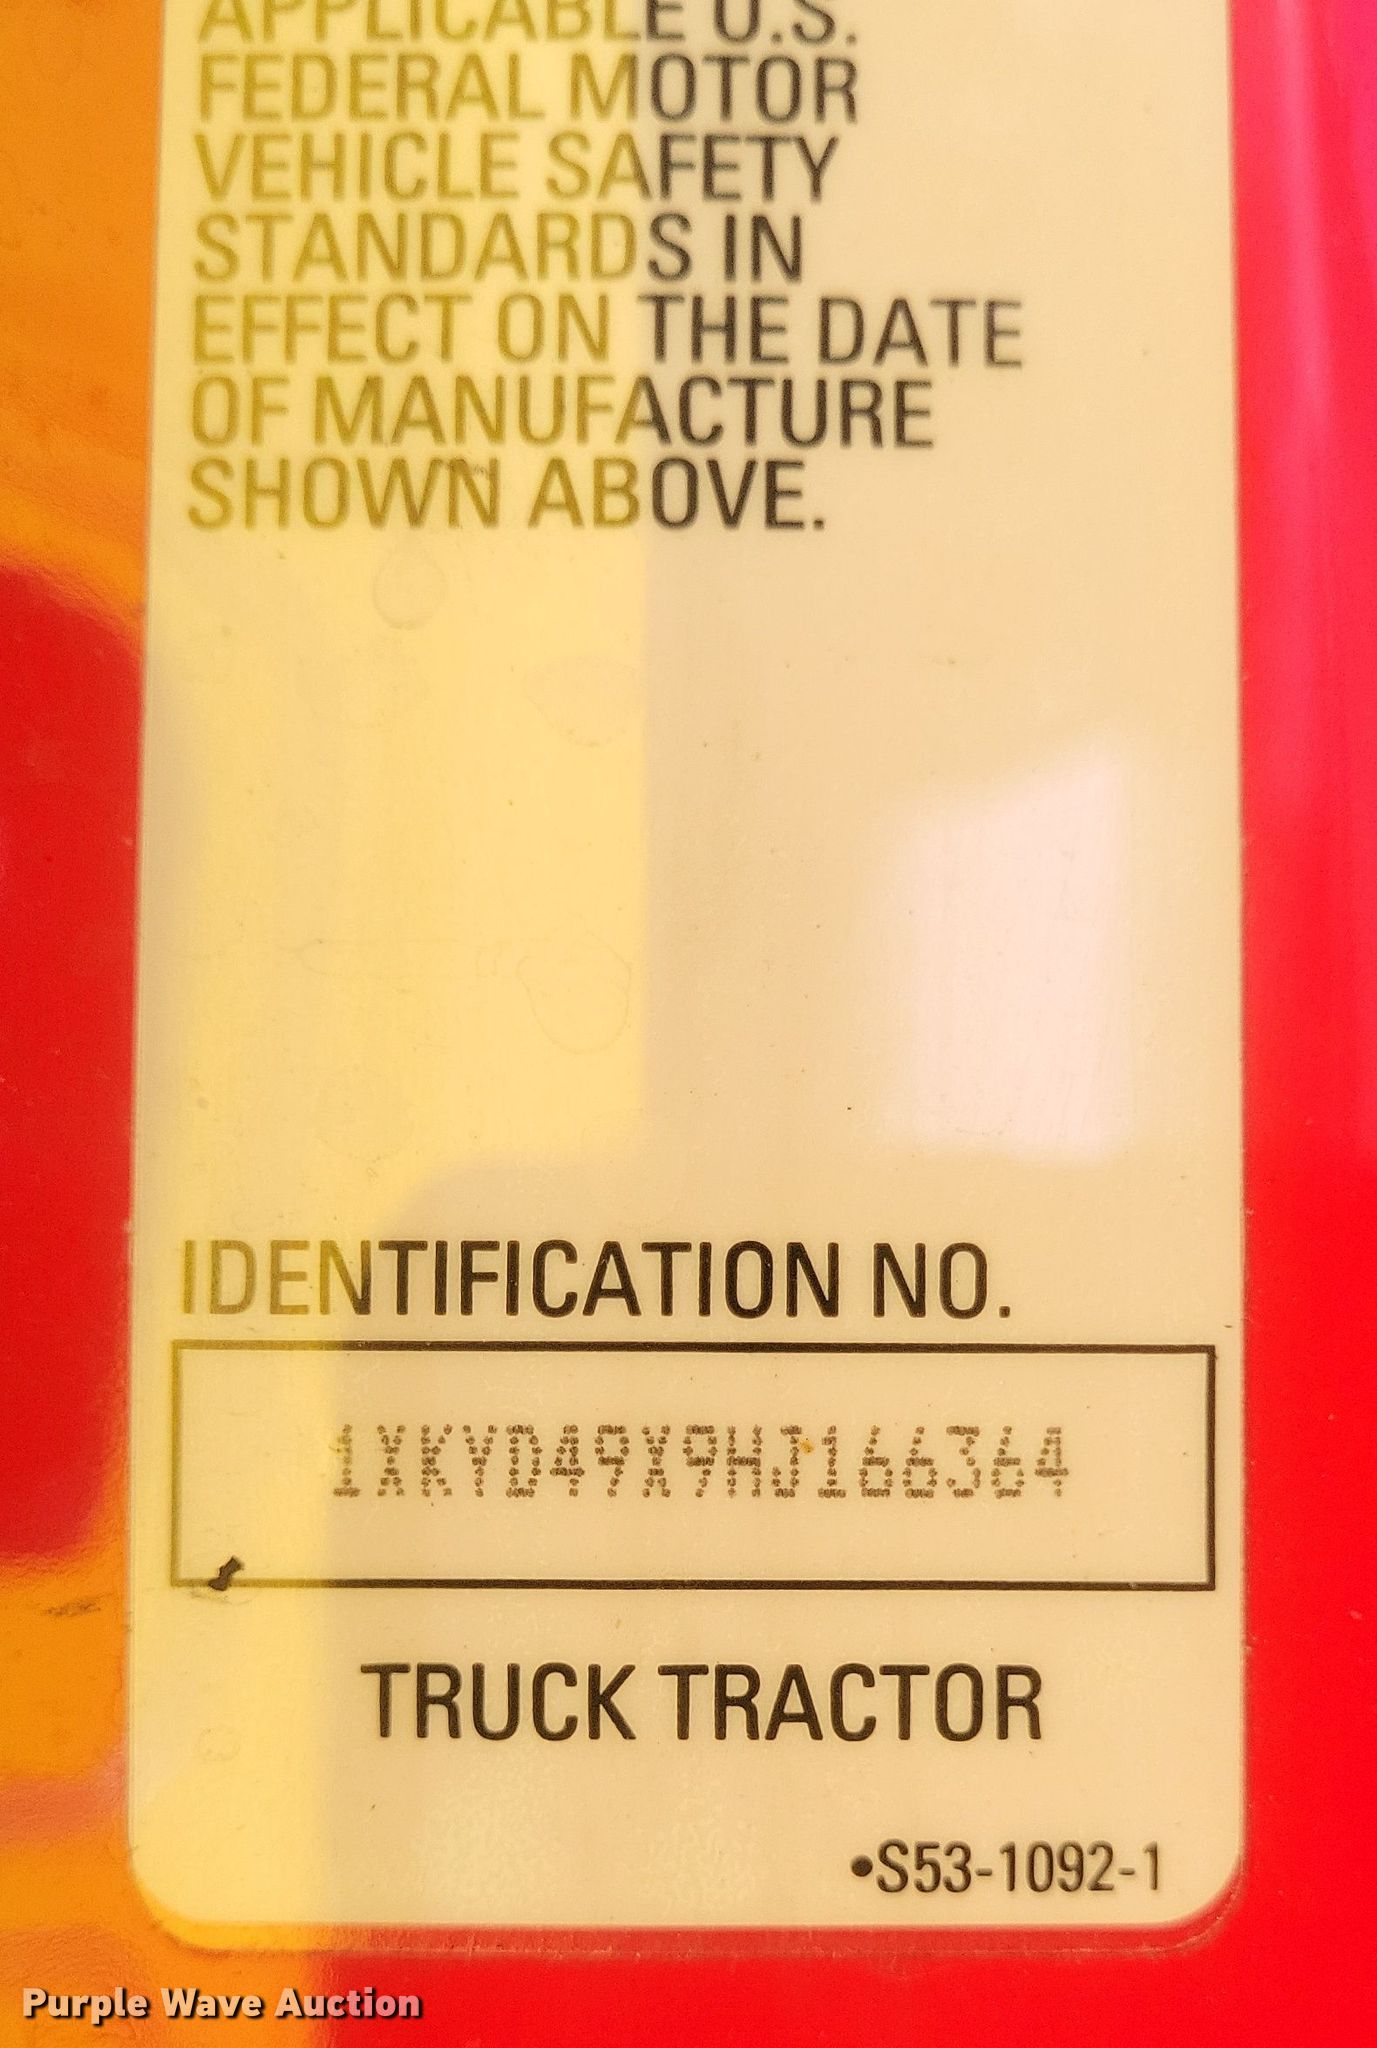 APPLICABLE U.S.
FEDERAL MOTOR
VEHICLE SAFETY
STANDARDS IN
EFFECT ON THE DATE
OF MANUFACTURE
SHOWN ABOVE.
IDENTIFICATION NO.
1XKYD49X9HJ166364
TRUCK TRACTOR
•S53-1092-1
Purple Wave Auction